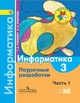 Информатика
Информатика
3
Поурочные
разработки
Часть 1